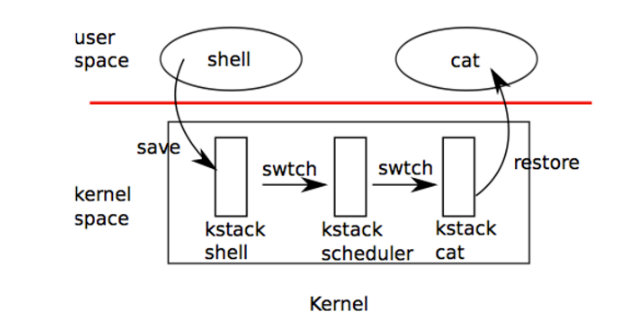 user
space
shell
cat
save
swtch
swtch
restore
kernel
space
kstack
shell
kstack
scheduler
kstack
cat
Kernel